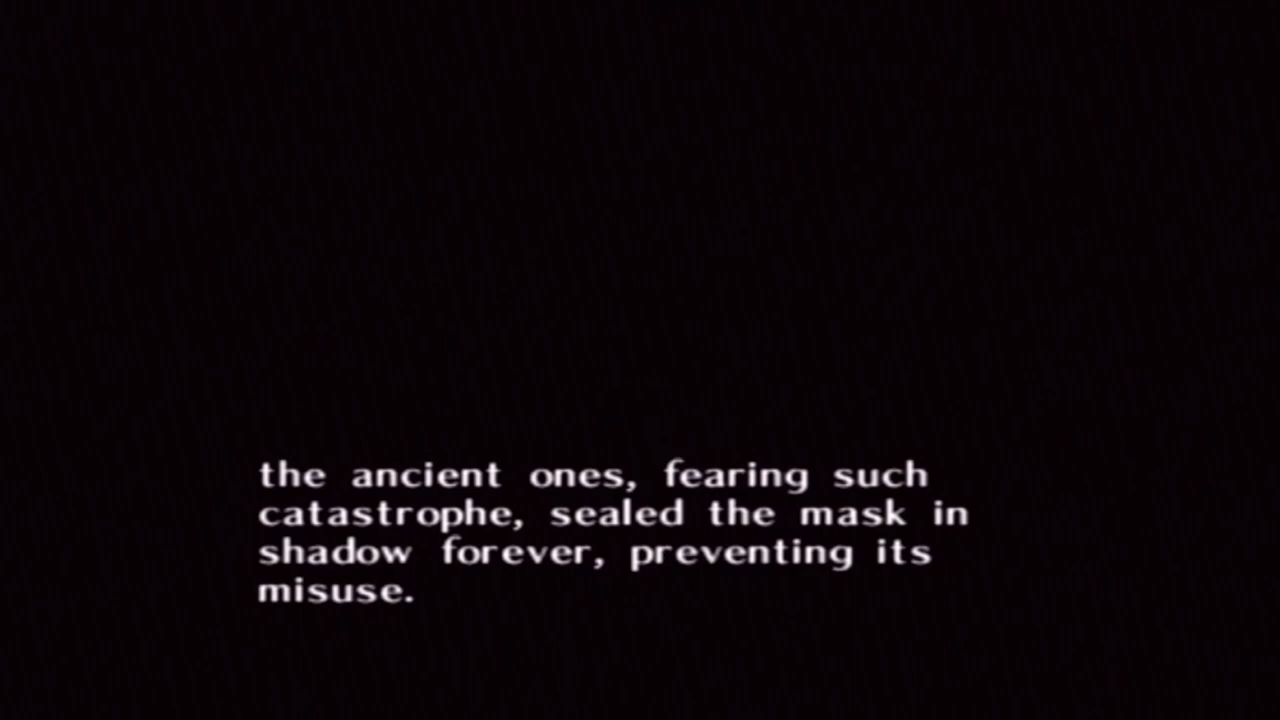 the ancient ones, fearing such
catastrophe, sealed the mask in
shadow forever, preventing its
misuse.